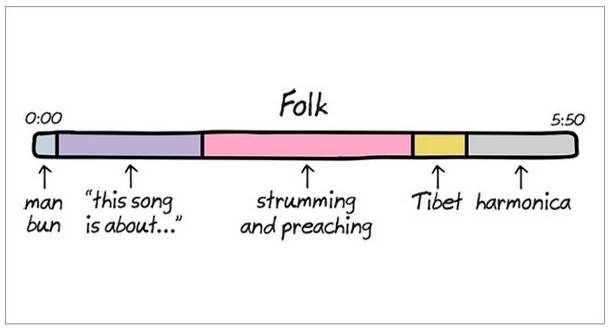 Folk
0:00
5:50
man
bun
“this song
is about...”
strumming
and preaching
Tibet
harmonica